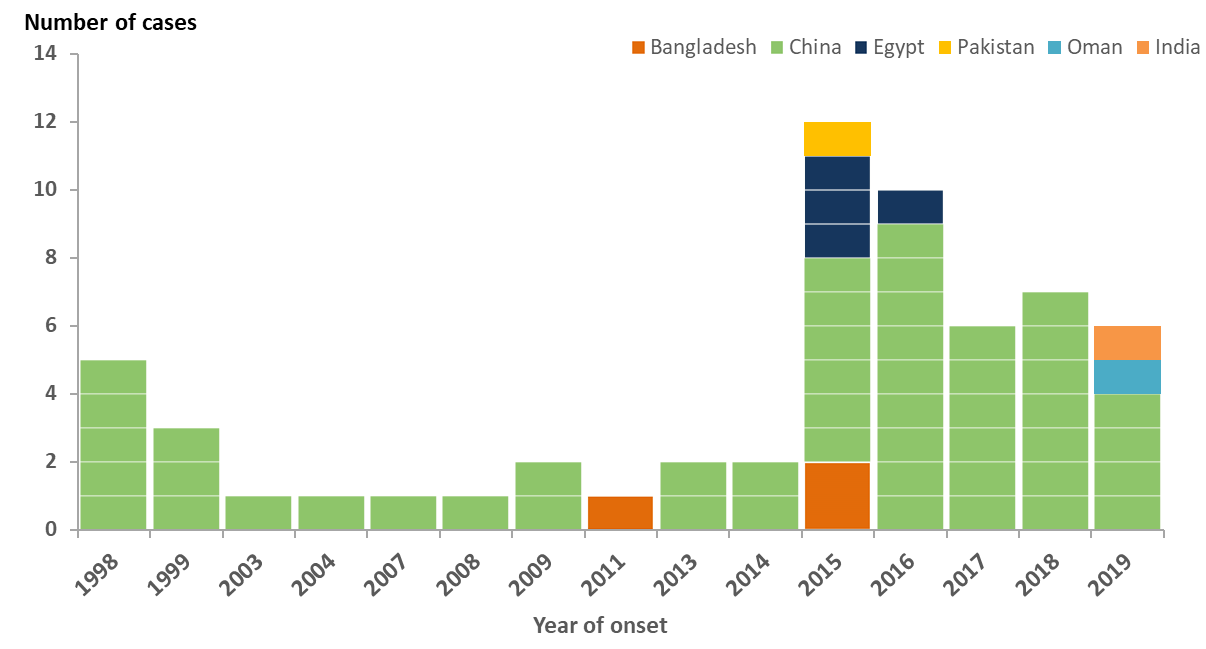 Number of cases
Bangladesh China Egypt Pakistan Oman India
14
12
10
8
6
4
2
0
1998 1999 2003 2004 2007 2008 2009 2011 2013 2014 2015 2016 2017 2018 2019
Year of onset